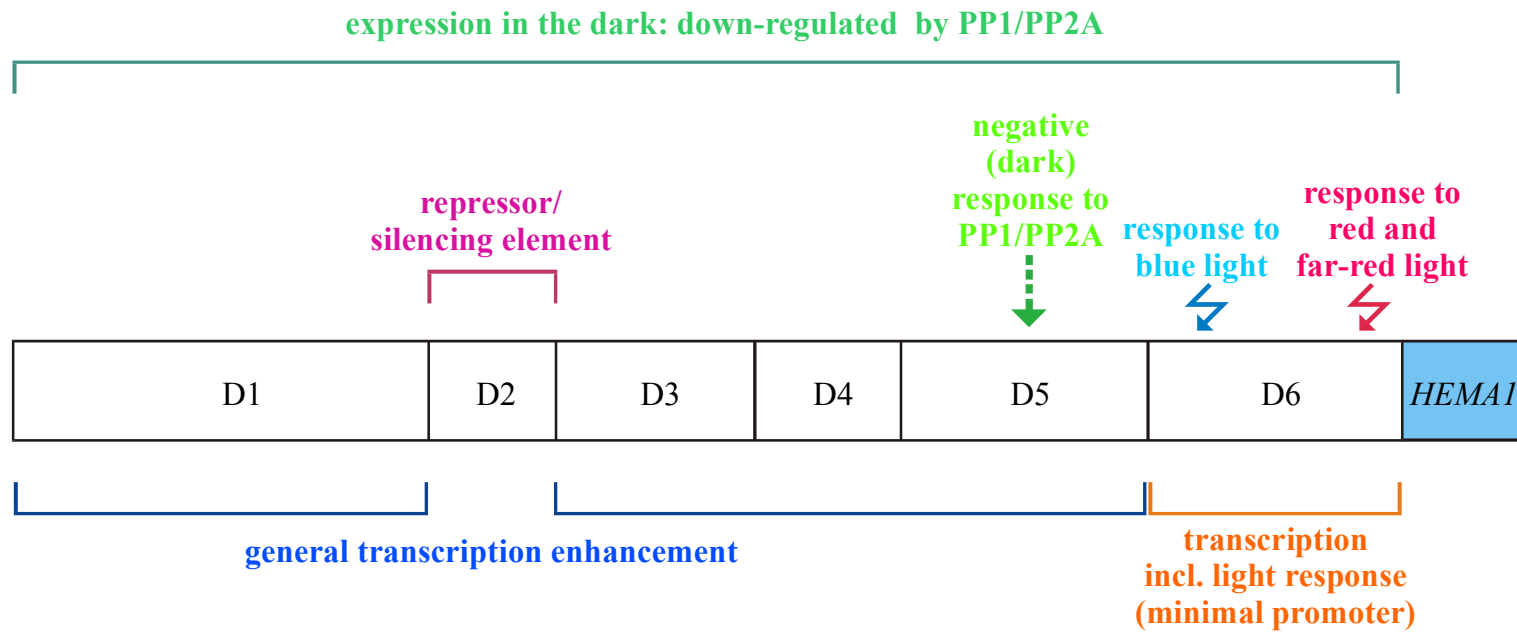 expression in the dark: down-regulated by PP1/PP2A
negative
(dark)
response to
PP1/PP2A
repressor/
silencing element
response to
blue light
response to
red and
far-red light
D1
D2
D3
D4
D5
D6
HEMA1
general transcription enhancement
transcription
incl. light response
(minimal promoter)